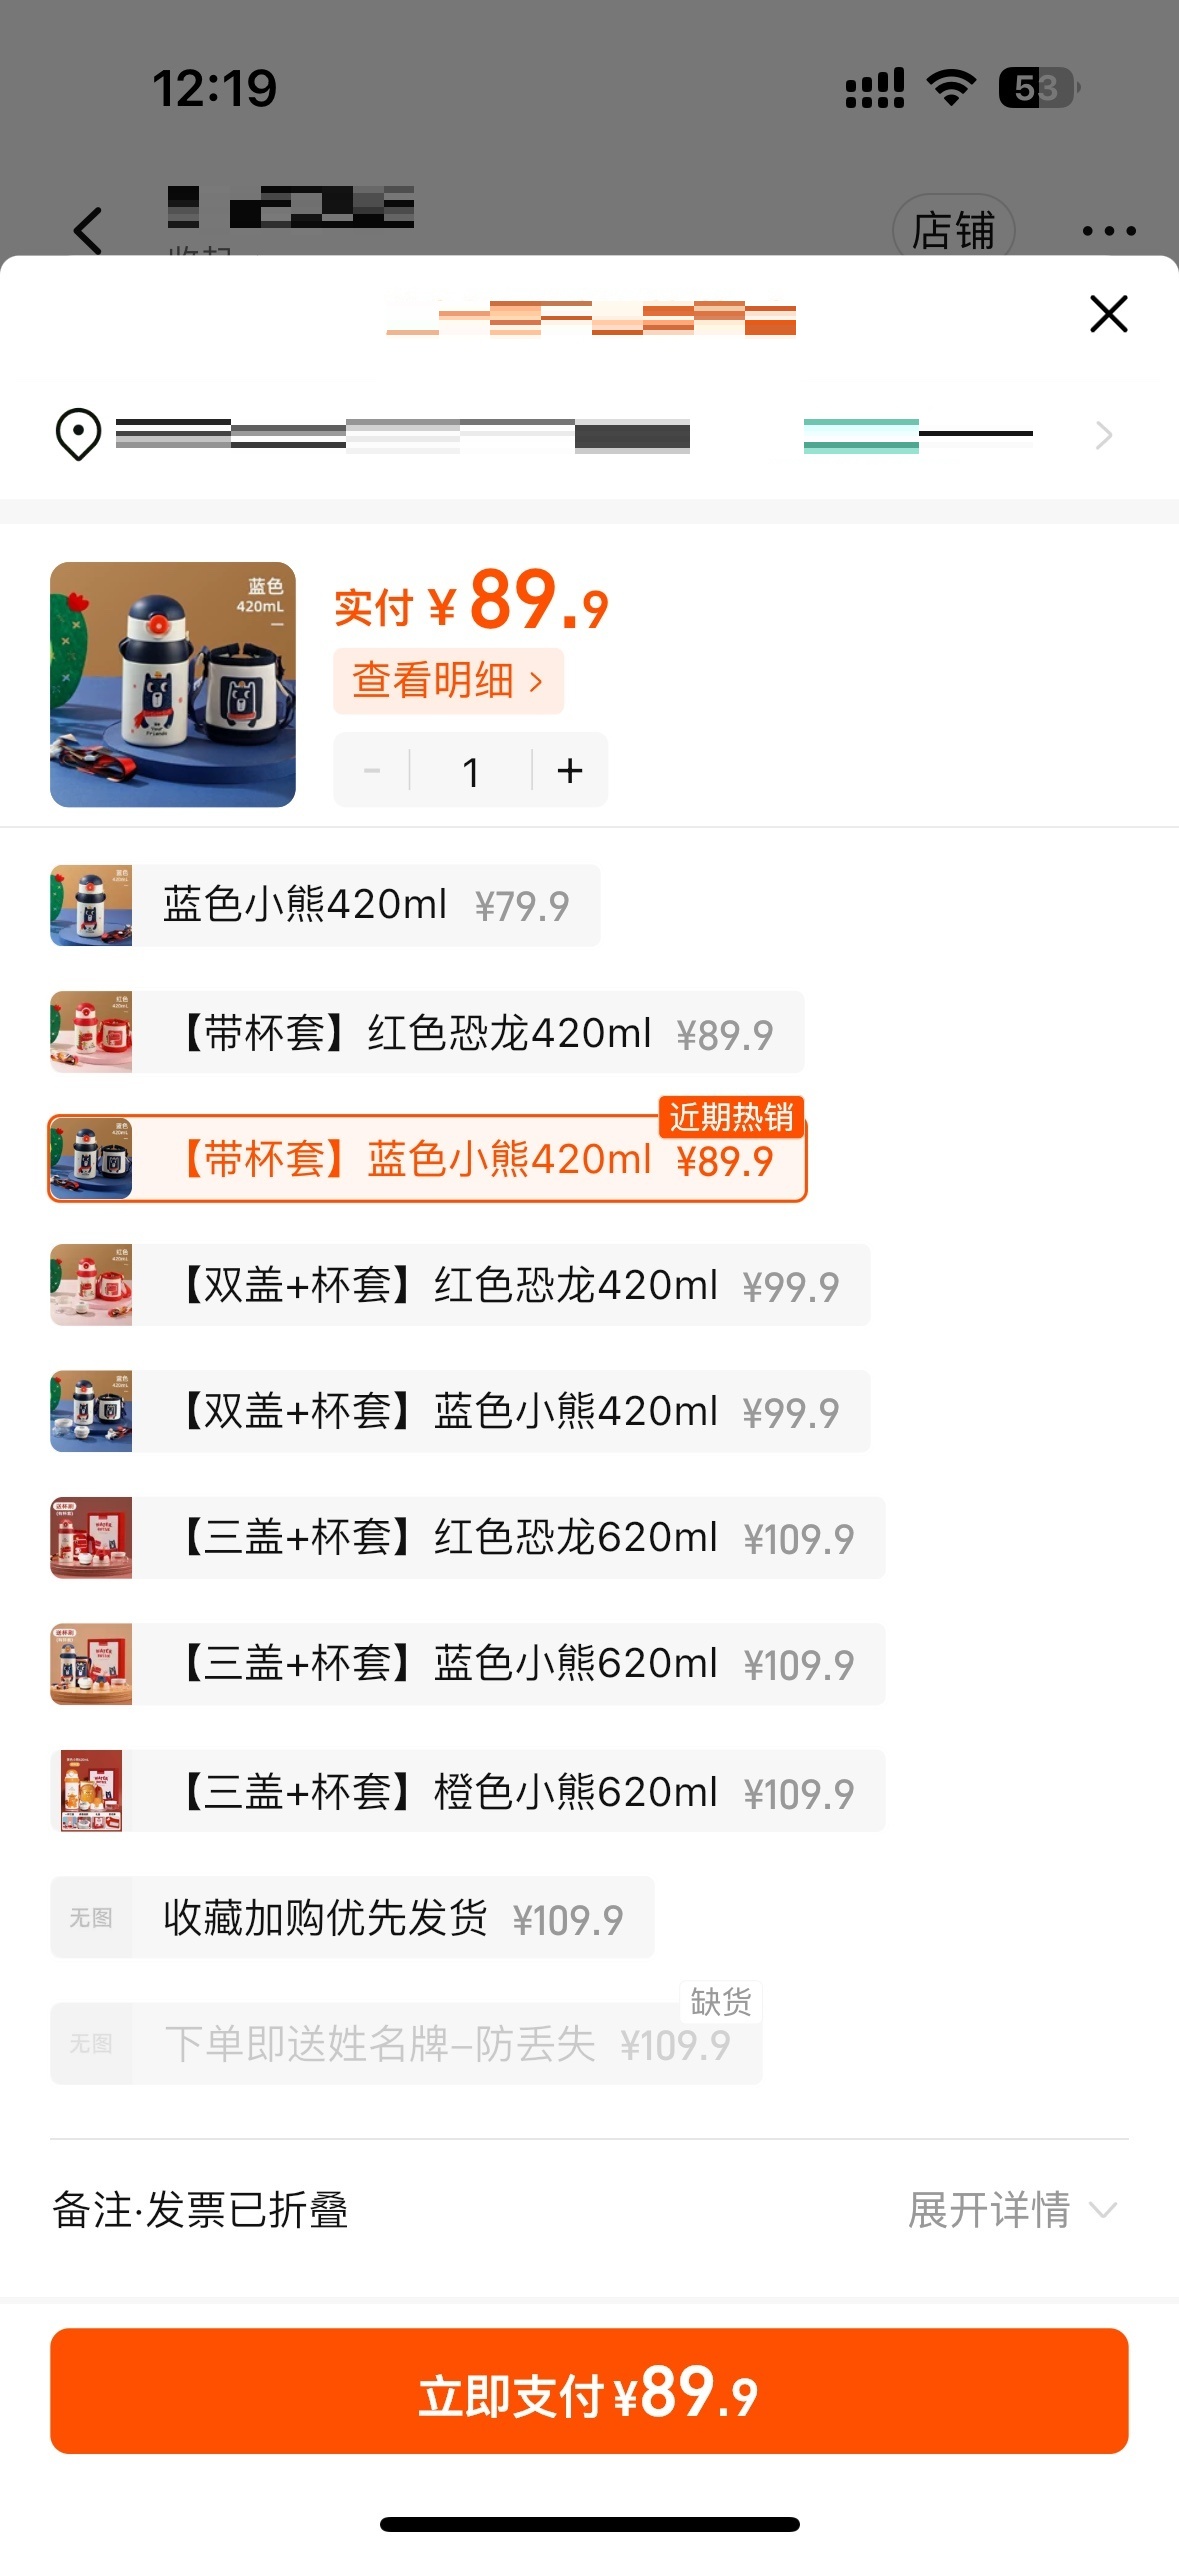 12:19
53
店铺
蓝色
420mL
实付 ¥89.9
查看明细 >
- 1 +
蓝色小熊420ml ¥79.9
【带杯套】红色恐龙420ml ¥89.9
近期热销
【带杯套】蓝色小熊420ml ¥89.9
【双盖+杯套】红色恐龙420ml ¥99.9
【双盖+杯套】蓝色小熊420ml ¥99.9
【三盖+杯套】红色恐龙620ml ¥109.9
【三盖+杯套】蓝色小熊620ml ¥109.9
【三盖+杯套】橙色小熊620ml ¥109.9
无图 收藏加购优先发货 ¥109.9
缺货
无图 下单即送姓名牌-防丢失 ¥109.9
备注·发票已折叠 展开详情
立即支付¥89.9